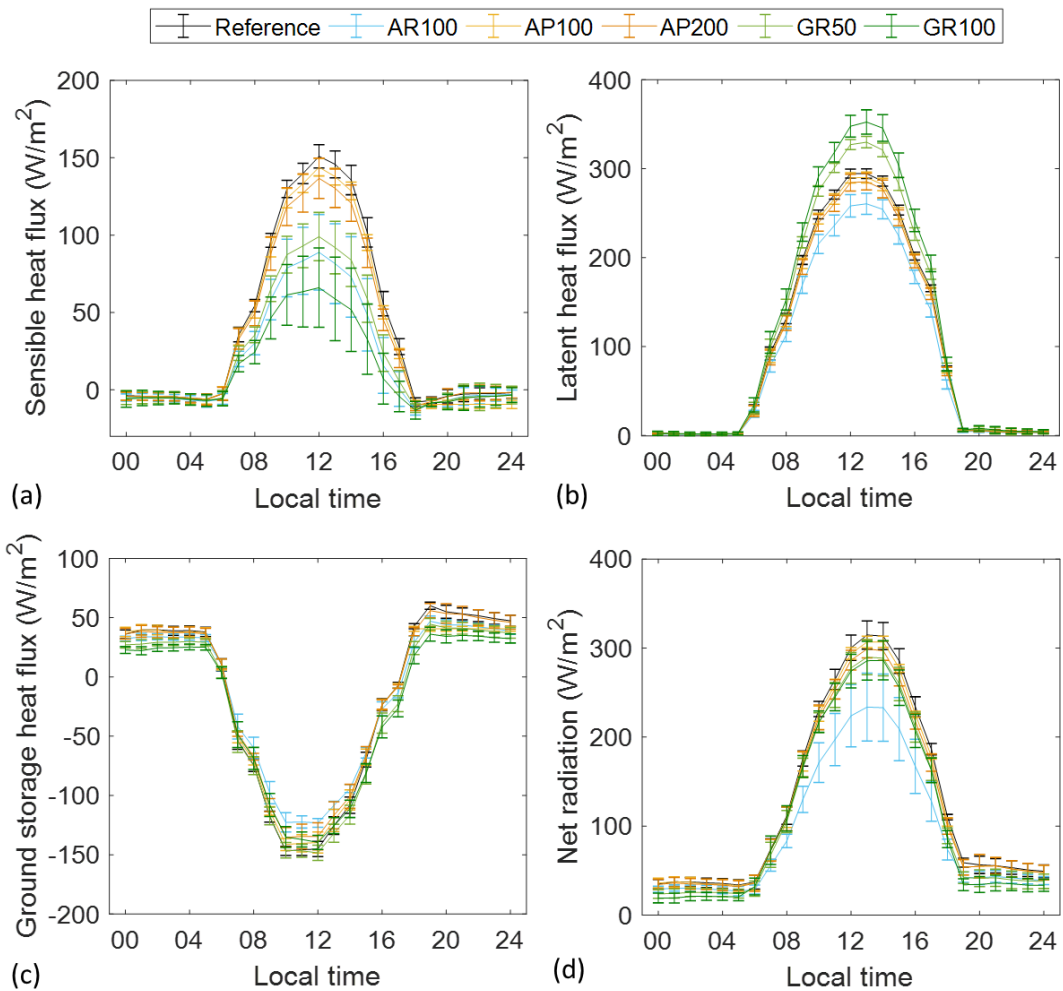 Reference AR100 AP100 AP200 GR50 GR100
200
150
100
50
0
Sensible heat flux (W/m²)
00 04 08 12 16 20 24
Local time
(a)
400
300
200
100
0
Latent heat flux (W/m²)
00 04 08 12 16 20 24
Local time
(b)
100
50
0
-50
-100
-150
-200
Ground storage heat flux (W/m²)
00 04 08 12 16 20 24
Local time
(c)
400
300
200
100
0
Net radiation (W/m²)
00 04 08 12 16 20 24
Local time
(d)